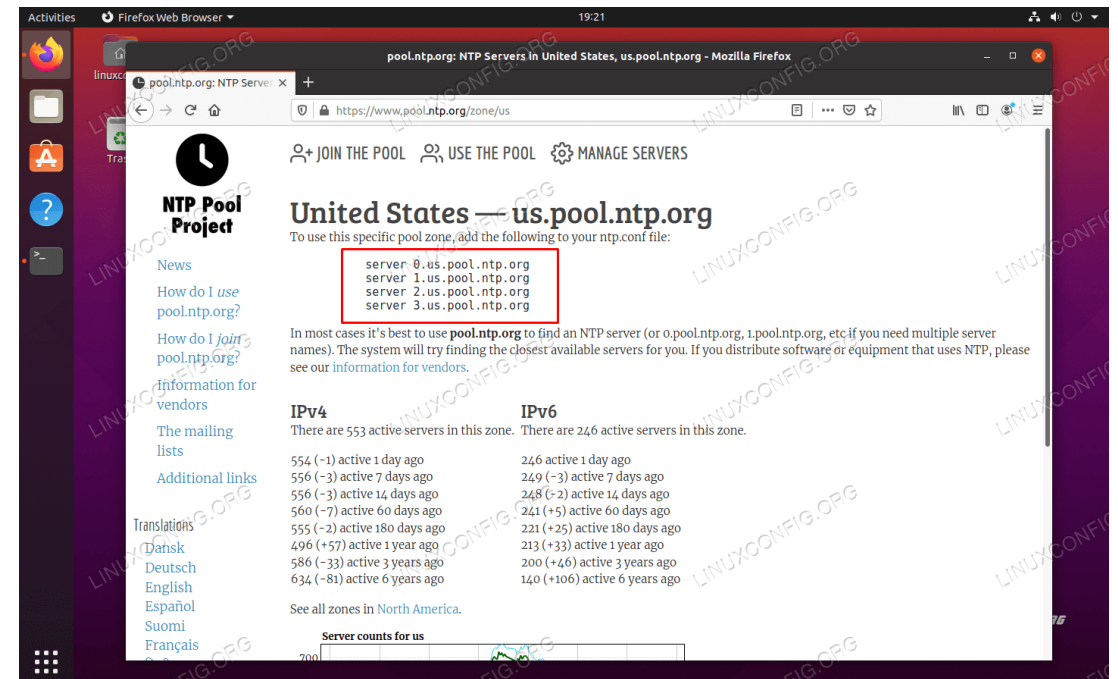 Activities
Firefox Web Browser
19:21
pool.ntp.org: NTP Servers in United States, us.pool.ntp.org - Mozilla Firefox
pool.ntp.org: NTP Server
https://www.pool.ntp.org/zone/us
JOIN THE POOL
USE THE POOL
MANAGE SERVERS
NTP Pool
Project
News
How do I use
pool.ntp.org?
How do I join
pool.ntp.org?
Information for
vendors
The mailing
lists
Additional links
Translations
Dansk
Deutsch
English
Español
Suomi
Français
United States — us.pool.ntp.org
To use this specific pool zone, add the following to your ntp.conf file:
server 0.us.pool.ntp.org
server 1.us.pool.ntp.org
server 2.us.pool.ntp.org
server 3.us.pool.ntp.org
In most cases it's best to use pool.ntp.org to find an NTP server (or 0.pool.ntp.org, 1.pool.ntp.org, etc if you need multiple server
names). The system will try finding the closest available servers for you. If you distribute software or equipment that uses NTP, please
see our information for vendors.
IPv4
There are 553 active servers in this zone.
554 (-1) active 1 day ago
556 (-3) active 7 days ago
556 (-3) active 14 days ago
560 (-7) active 60 days ago
555 (-2) active 180 days ago
496 (+57) active 1 year ago
586 (-33) active 3 years ago
634 (-81) active 6 years ago
IPv6
There are 246 active servers in this zone.
246 active 1 day ago
249 (-3) active 7 days ago
248 (-2) active 14 days ago
241 (+5) active 60 days ago
221 (+25) active 180 days ago
213 (+33) active 1 year ago
200 (+46) active 3 years ago
140 (+106) active 6 years ago
See all zones in North America.
Server counts for us
700
LINUXCONFIG.ORG